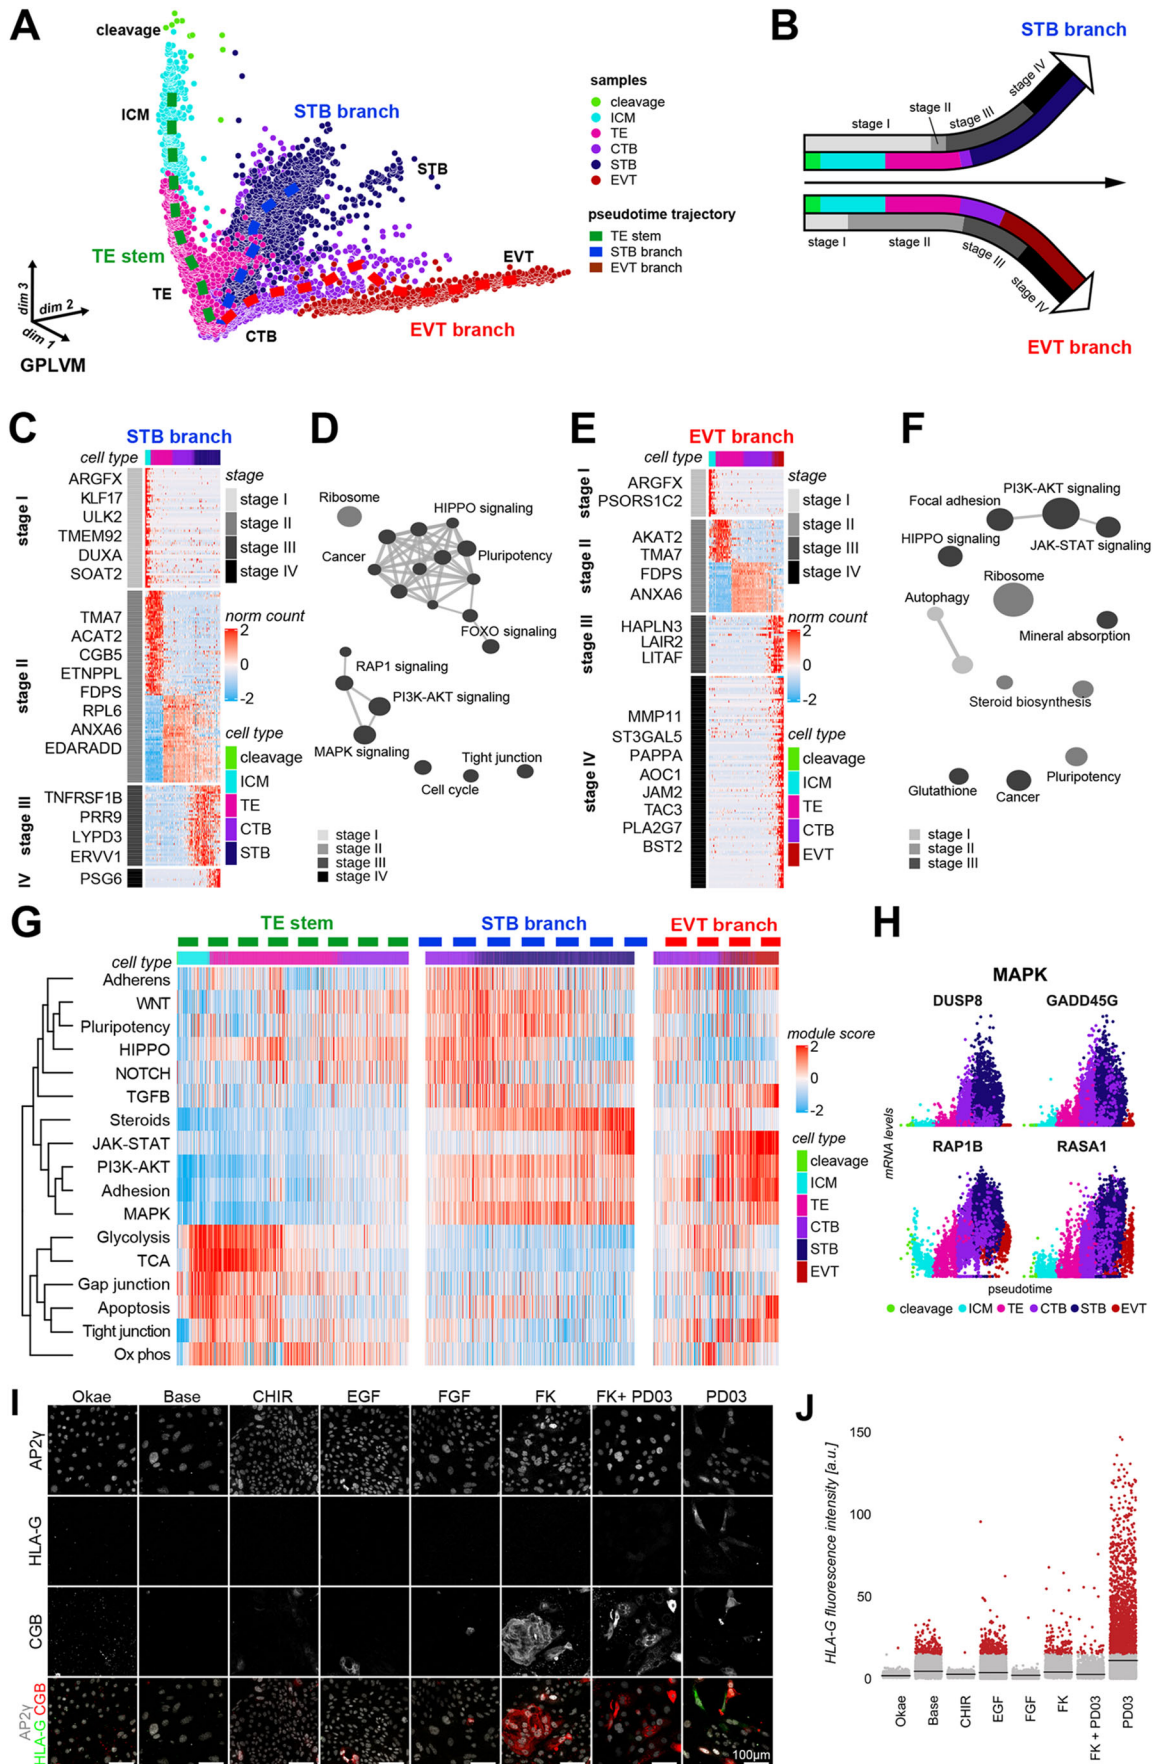 A
cleavage
ICM
STB branch
STB
TE stem
TE
EVT
CTB
EVT branch
dim 3
dim 2
dim 1
GPLVM
samples
cleavage
ICM
TE
CTB
STB
EVT
pseudotime trajectory
TE stem
STB branch
EVT branch
B
STB branch
stage I
stage II
stage III
stage IV
stage I
stage II
stage III
stage IV
EVT branch
C
STB branch
cell type
stage I
ARGFX
KLF17
ULK2
TMEM92
DUXA
SOAT2
stage II
TMA7
ACAT2
CGB5
ETNPPL
FDPS
RPL6
ANXA6
EDARADD
stage III
TNFRSF1B
PRR9
LYPD3
ERVV1
IV
PSG6
stage
stage I
stage II
stage III
stage IV
norm count
2
0
-2
cell type
cleavage
ICM
TE
CTB
STB
D
Ribosome
HIPPO signaling
Cancer
Pluripotency
FOXO signaling
RAP1 signaling
PI3K-AKT signaling
MAPK signaling
Tight junction
Cell cycle
stage I
stage II
stage III
stage IV
E
EVT branch
cell type
stage I
ARGFX
PSORS1C2
stage II
AKAT2
TMA7
FDPS
ANXA6
stage III
HAPLN3
LAIR2
LITAF
stage IV
MMP11
ST3GAL5
PAPPA
AOC1
JAM2
TAC3
PLA2G7
BST2
stage
stage I
stage II
stage III
stage IV
norm count
2
0
-2
cell type
cleavage
ICM
TE
CTB
EVT
F
PI3K-AKT signaling
Focal adhesion
HIPPO signaling
JAK-STAT signaling
Ribosome
Autophagy
Mineral absorption
Steroid biosynthesis
Pluripotency
Glutathione
Cancer
stage I
stage II
stage III
G
TE stem
STB branch
EVT branch
cell type
Adherens
WNT
Pluripotency
HIPPO
NOTCH
TGFB
Steroids
JAK-STAT
PI3K-AKT
Adhesion
MAPK
Glycolysis
TCA
Gap junction
Apoptosis
Tight junction
Ox phos
module score
2
0
-2
cell type
cleavage
ICM
TE
CTB
STB
EVT
H
MAPK
DUSP8
GADD45G
RAP1B
RASA1
mRNA levels
pseudotime
cleavage ICM TE CTB STB EVT
I
Okae Base CHIR EGF FGF FK FK+ PD03 PD03
AP2γ
HLA-G
CGB
AP2γ
HLA-G CGB
100µm
J
HLA-G fluorescence intensity [a.u.]
150
100
50
0
Okae
Base
CHIR
EGF
FGF
FK
FK + PD03
PD03